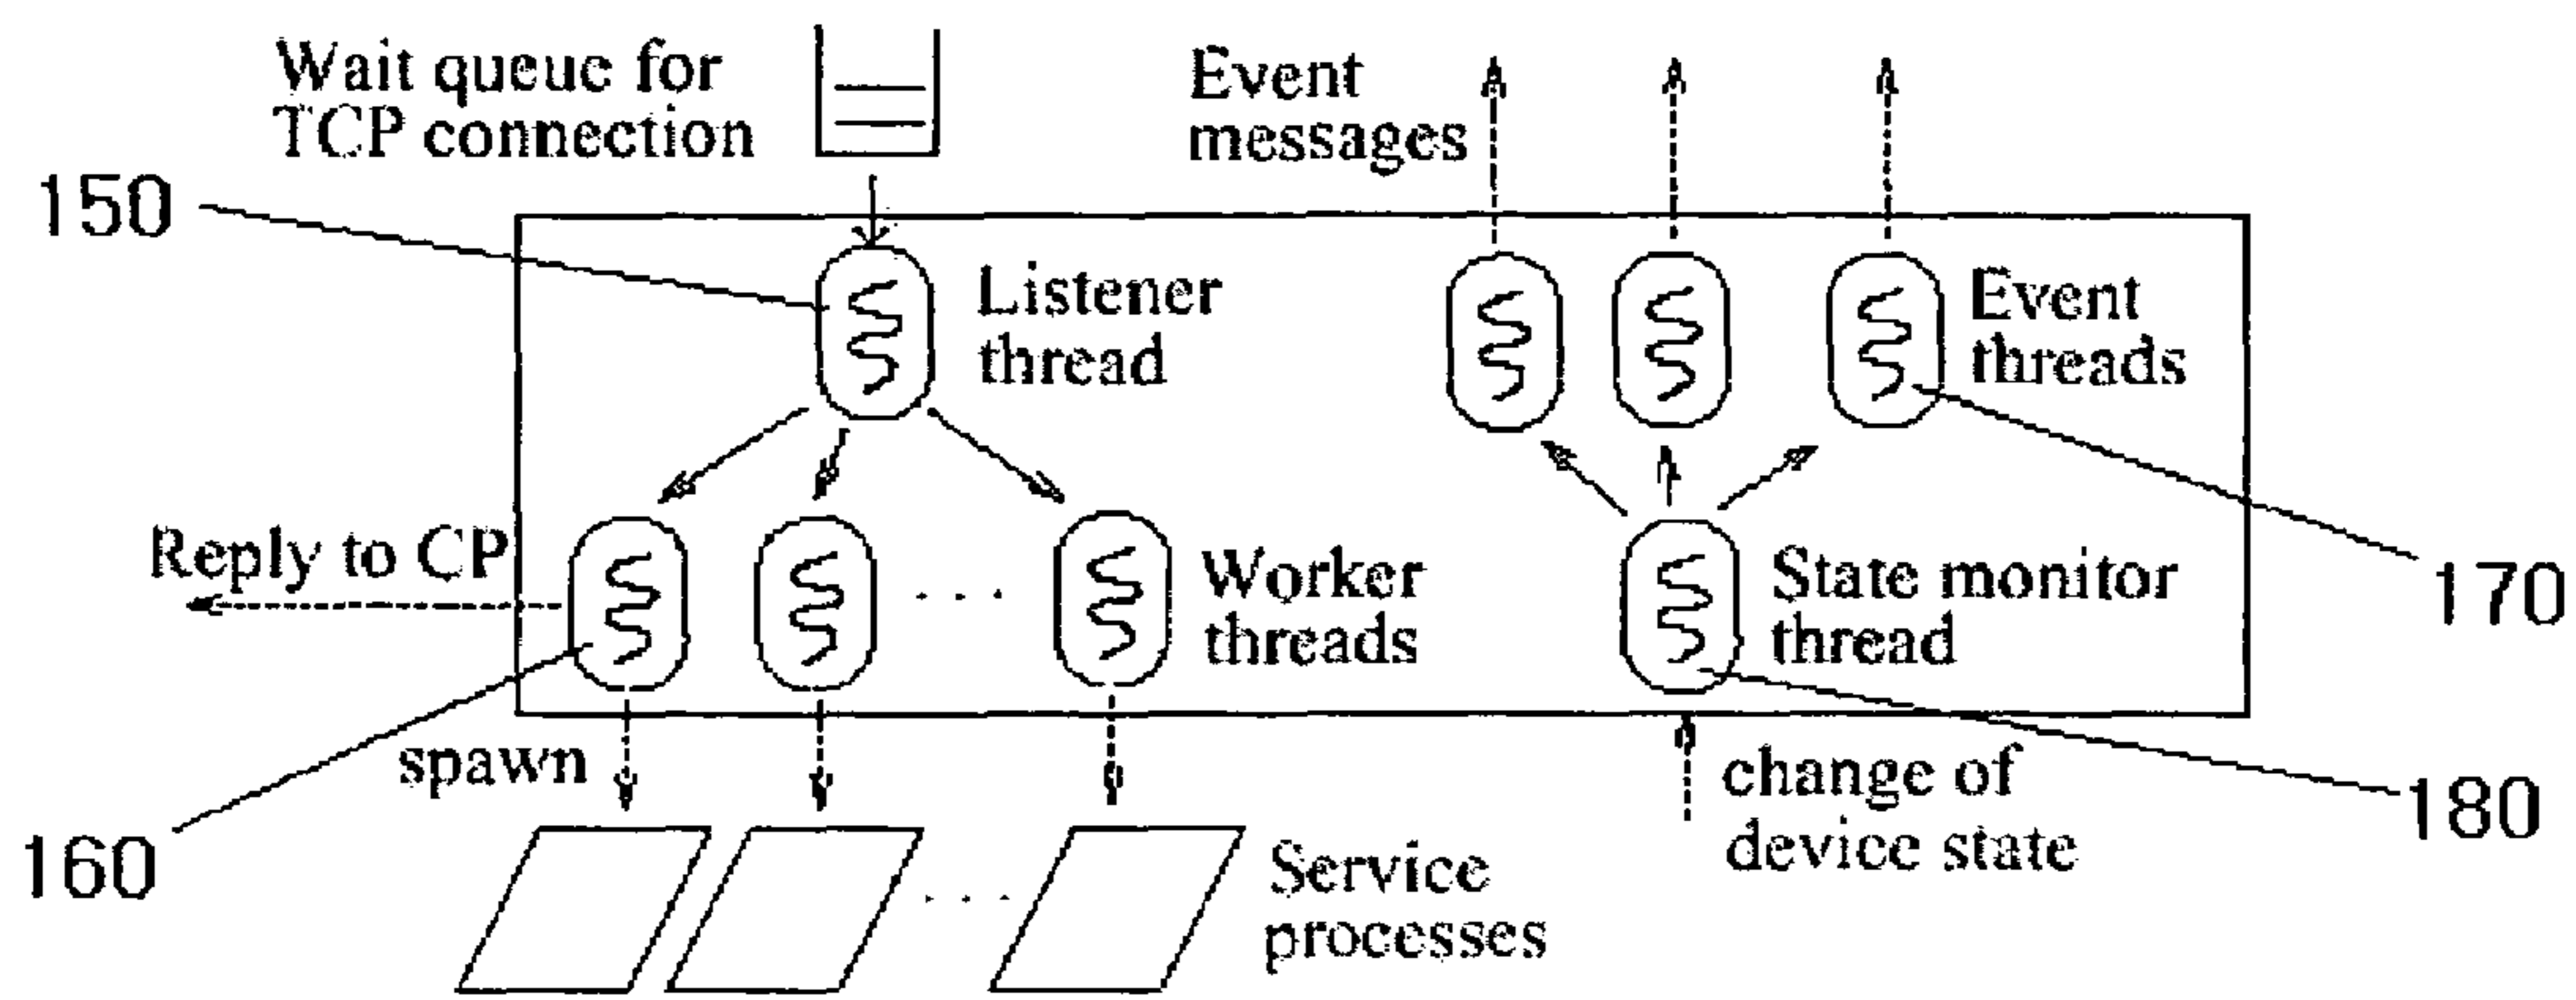 Wait queue for
TCP connection
Event
messages
150
Listener
thread
Event
threads
Reply to CP
Worker
threads
State monitor
thread
170
spawn
change of
device state
180
160
Service
processes